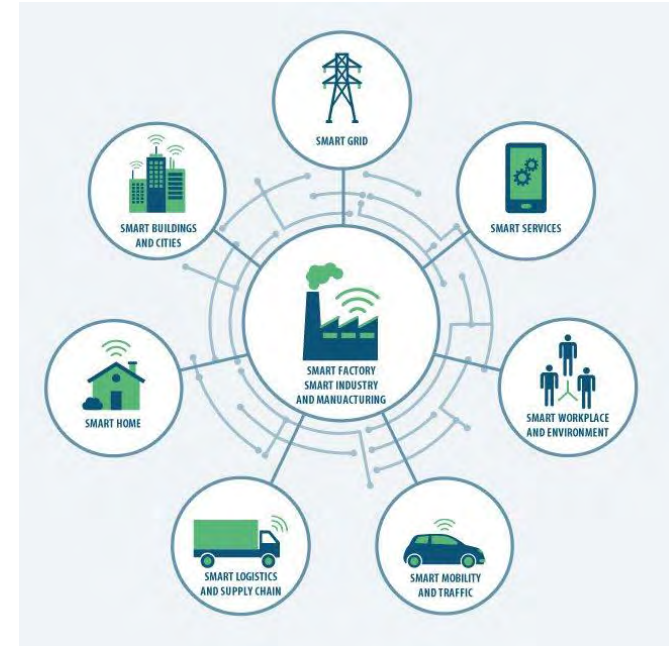 SMART GRID
SMART BUILDINGS
AND CITIES
SMART SERVICES
SMART FACTORY
SMART INDUSTRY
AND MANUACTURING
SMART HOME
SMART WORKPLACE
AND ENVIRONMENT
SMART LOGISTICS
AND SUPPLY CHAIN
SMART MOBILITY
AND TRAFFIC